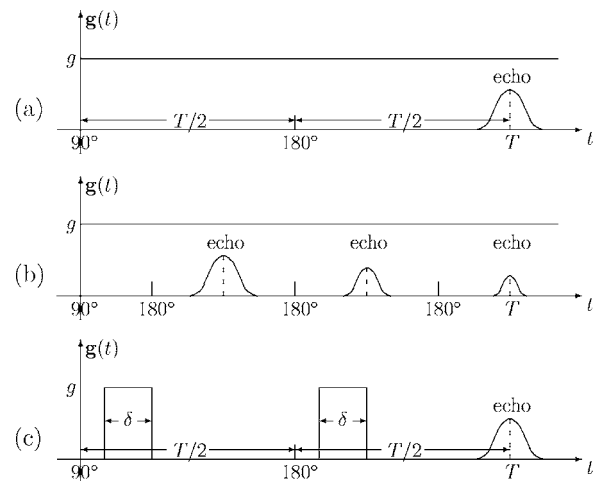 g(t)
g
echo
(a)
T/2 T/2
90° 180° T t
g(t)
g
echo echo echo
(b)
90° 180° 180° 180° T t
g(t)
g
echo
δ δ
(c)
T/2 T/2
90° 180° T t